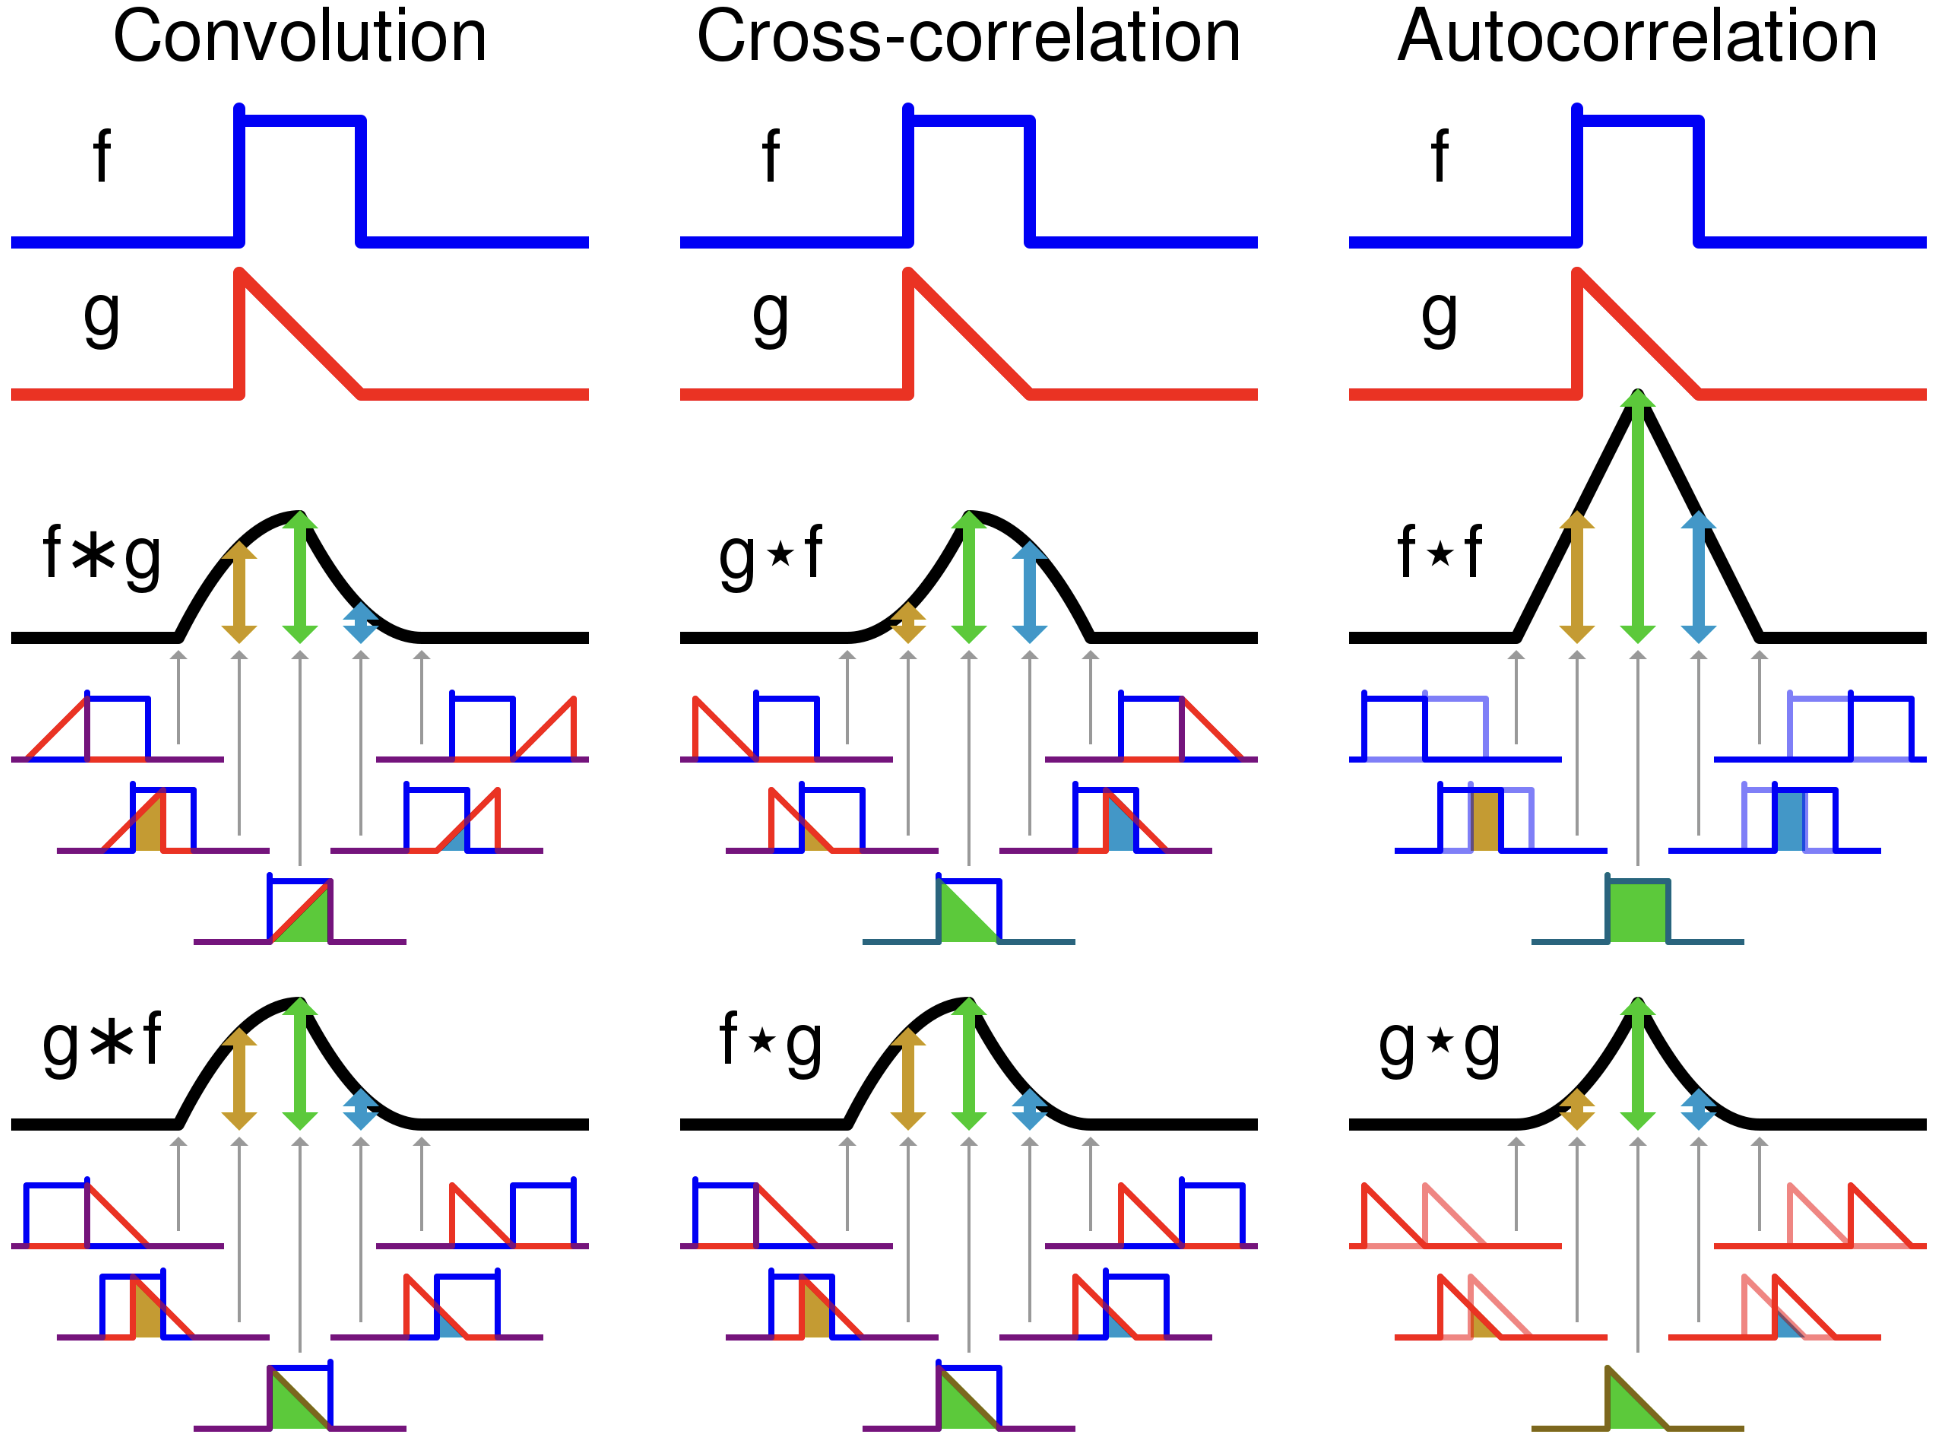 Convolution Cross-correlation Autocorrelation
f f f
g g g
f∗g g⋆f f⋆f
g∗f f⋆g g⋆g